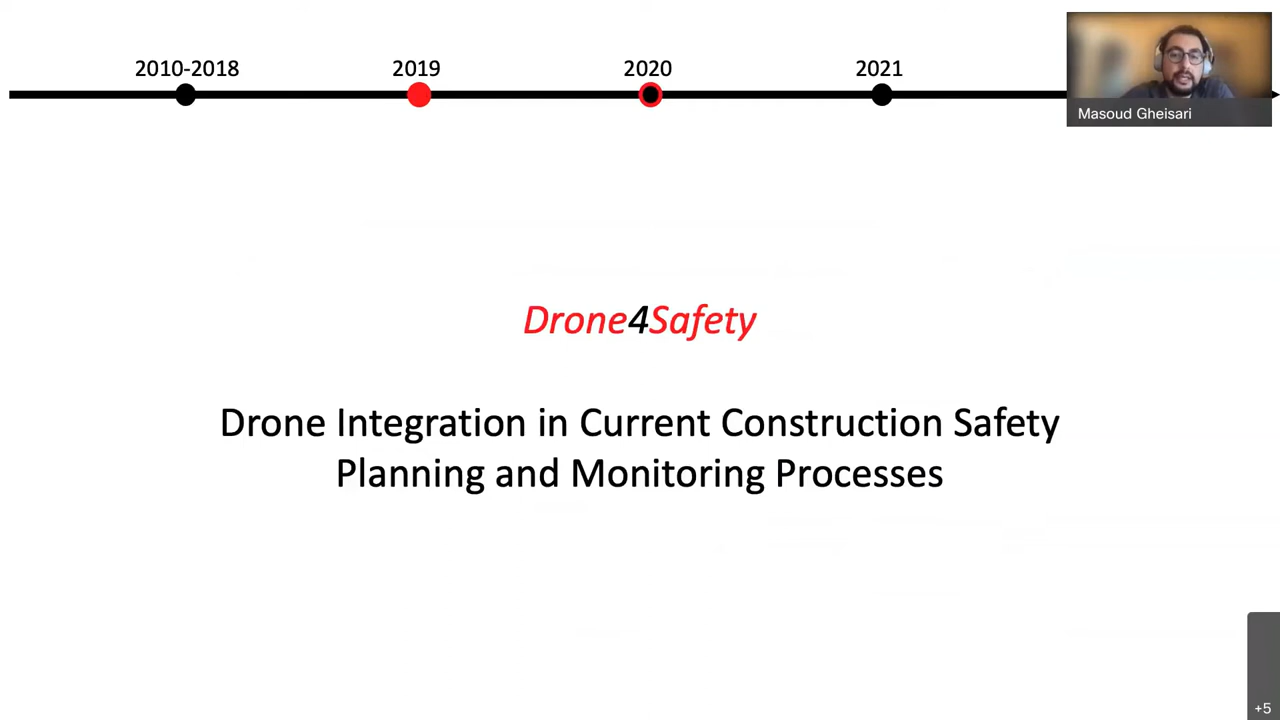 2010-2018
2019
2020
2021
Masoud Gheisari
Drone4Safety
Drone Integration in Current Construction Safety
Planning and Monitoring Processes
+5